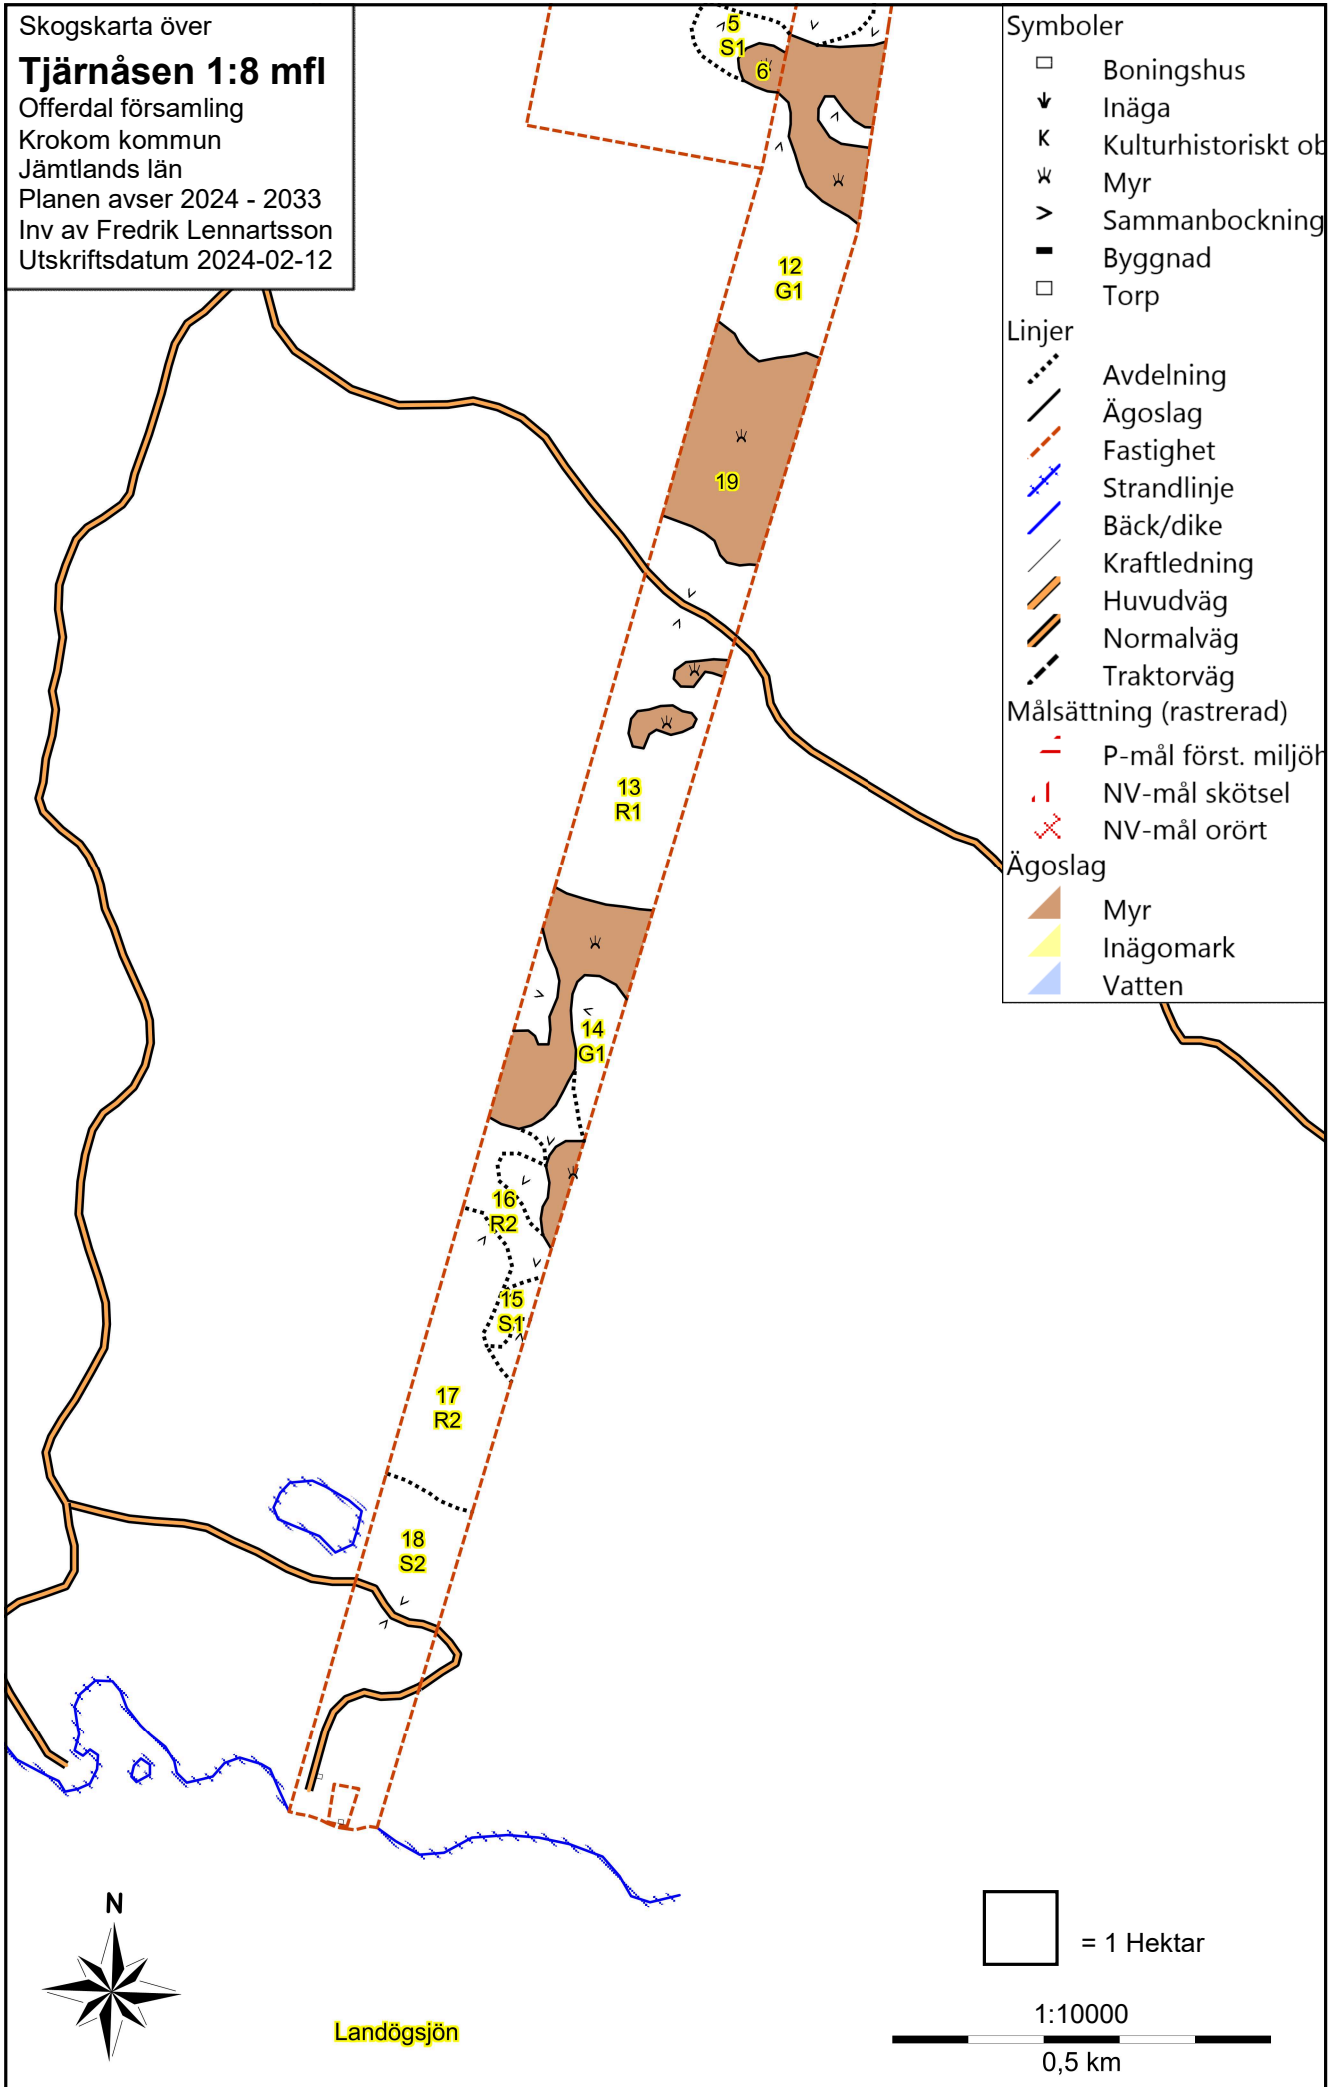 Skogskarta över
Tjärnåsen 1:8 mfl
Offerdal församling
Krokom kommun
Jämtlands län
Planen avser 2024 - 2033
Inv av Fredrik Lennartsson
Utskriftsdatum 2024-02-12
Symboler
Boningshus
Inäga
Kulturhistoriskt ob
Myr
Sammanbockning
Byggnad
Torp
Linjer
Avdelning
Ägoslag
Fastighet
Strandlinje
Bäck/dike
Kraftledning
Huvudväg
Normalväg
Traktorväg
Målsättning (rastrerad)
P-mål först. miljöh
NV-mål skötsel
NV-mål orört
Ägoslag
Myr
Inägomark
Vatten
5
S1
6
12
G1
19
13
R1
14
G1
16
R2
15
S1
17
R2
18
S2
N
Landögsjön
= 1 Hektar
1:10000
0,5 km